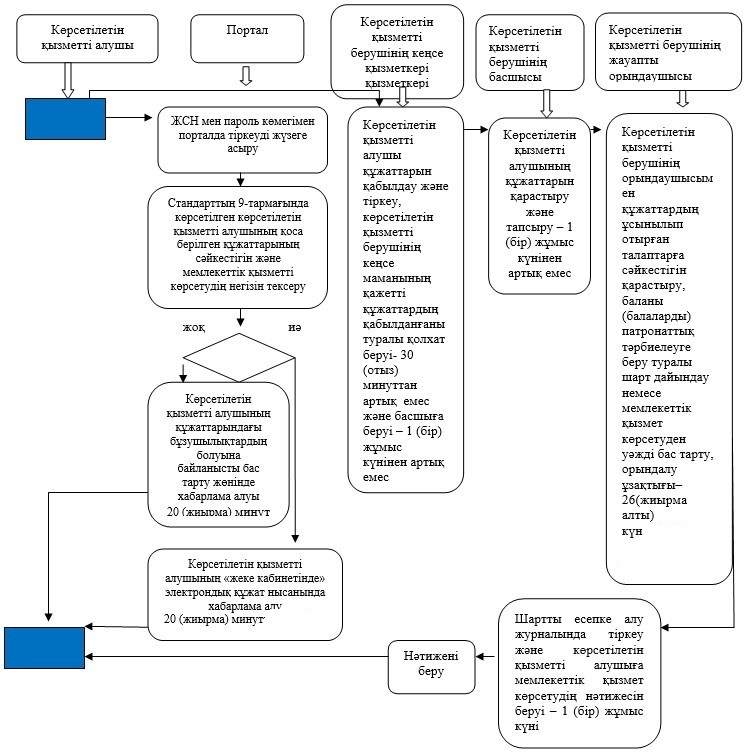 Көрсетілетін
қызметті алушы
Портал
Көрсетілетін
қызметті
берушінің кеңсе
қызметкері
қызметкері
Көрсетілетін
қызметті
берушінің
басшысы
Көрсетілетін
қызметті берушінің
жауапты
орындаушысы
ЖСН мен пароль көмегімен
порталда тіркеуді жүзеге
асыру
Стандарттың 9-тармағында
көрсетілген көрсетілетін
қызметті алушының қоса
берілген құжаттарының
сәйкестігін және
мемлекеттік қызметті
көрсетудің негізін тексеру
жоқ
иә
Көрсетілетін
қызметті алушының
құжаттарындағы
бұзушылықтардың
болуына
байланысты бас
тарту жөнінде
хабарлама алуы
20 (жиырма) минут
Көрсетілетін қызметті
алушының «жеке кабинетінде»
электрондық құжат нысанында
хабарлама алу
20 (жиырма) минут
Көрсетілетін
қызметті
алушы
құжаттарын
қабылдау және
тіркеу,
көрсетілетін
қызметті
берушінің
кеңсе
маманының
қажетті
құжаттардың
қабылданғаны
туралы қолхат
беруі- 30
(отыз)
минуттан
артық емес
және басшыға
беруі – 1 (бір)
жұмыс
күнінен артық
емес
Көрсетілетін
қызметті
алушының
құжаттарын
қарастыру
және
тапсыру – 1
(бір) жұмыс
күнінен
артық емес
Көрсетілетін
қызметті
берушінің
орындаушысым
ен
құжаттардың
ұсынылып
отырған
талаптарға
сәйкестігін
қарастыру,
баланы
(балаларды)
патронаттық
тәрбиелеуге
беру туралы
шарт дайындау
немесе
мемлекеттік
қызмет
көрсетуден
уәжді бас тарту,
орындалу
ұзақтығы–
26(жиырма
алты)
күн
Шартты есепке алу
журналында тіркеу
және көрсетілетін
қызметті алушыға
мемлекеттік қызмет
көрсетудің нәтижесін
беруі – 1 (бір) жұмыс
күні
Нәтижені
беру